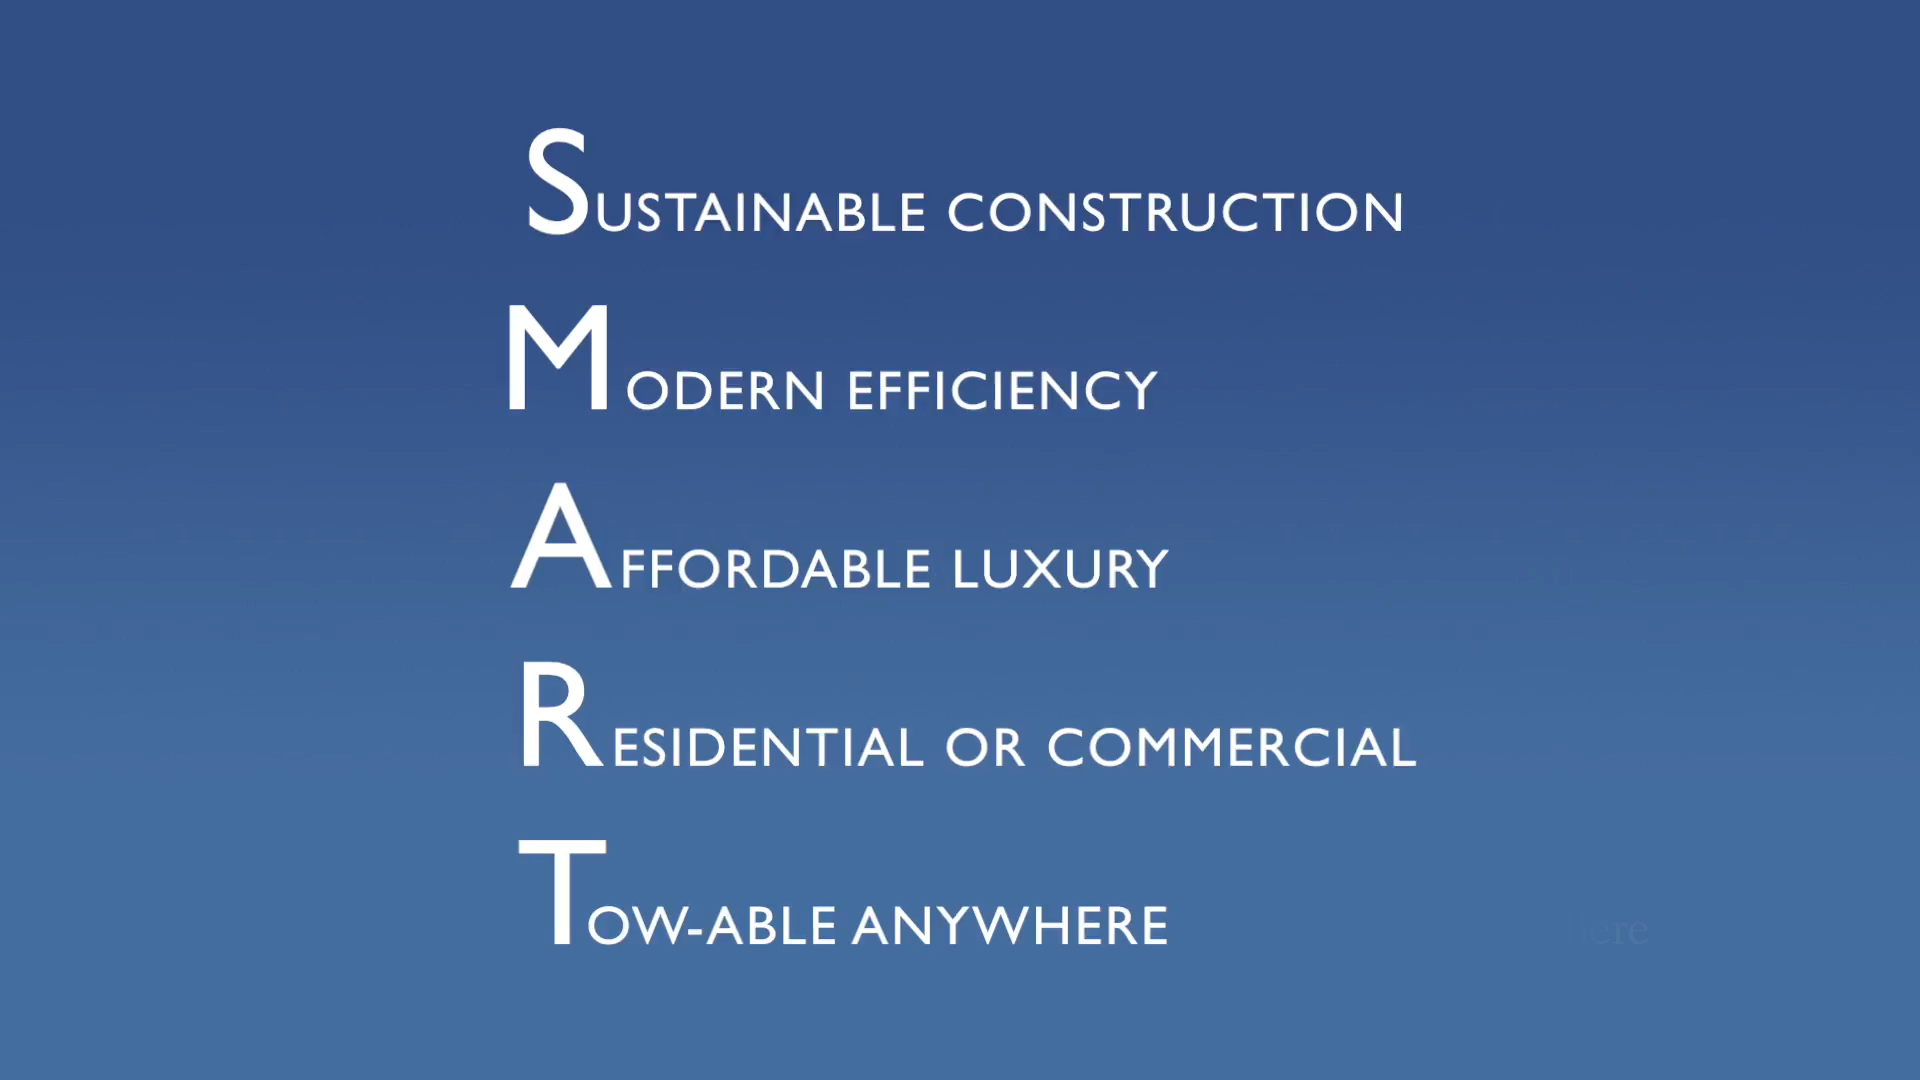 SUSTAINABLE CONSTRUCTION
MODERN EFFICIENCY
AFFORDABLE LUXURY
RESIDENTIAL OR COMMERCIAL
TOW-ABLE ANYWHERE